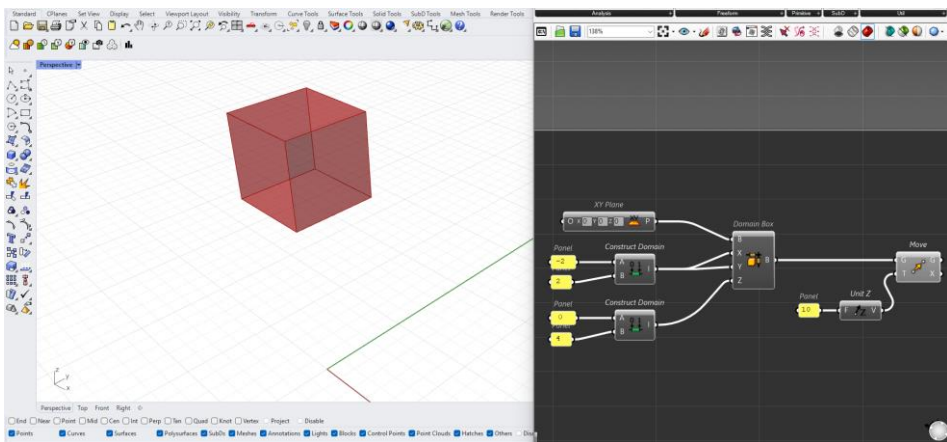 Standard CPlanes Set View Display Select Viewport Layout Visibility Transform Curve Tools Surface Tools Solid Tools SubD Tools Mesh Tools Render Tools
Analysis Freeform Primitive SubD Util
138%
Perspective
XY Plane
O X 0 Y 0 Z 0 P
Domain Box
B
X
Y
Z
B
Panel
-2
2
Construct Domain
A
B
I
Panel
0
Panel
4
Construct Domain
A
B
I
Move
G G
T X
Panel
10
Unit Z
F V
z
y
x
Perspective Top Front Right
End Near Point Mid Cen Int Perp Tan Quad Knot Vertex Project Disable
Points Curves Surfaces Polysurfaces SubDs Meshes Annotations Lights Blocks Control Points Point Clouds Hatches Others